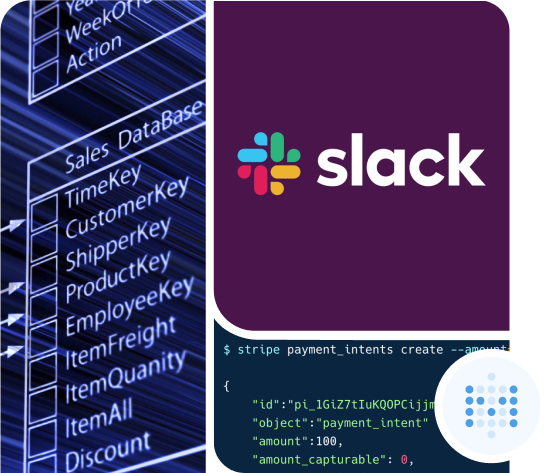 WeekOf
Action
Sales DataBase
TimeKey
CustomerKey
ShipperKey
ProductKey
EmployeeKey
ItemFreight
ItemQuanity
ItemAll
Discount
slack
$ stripe payment_intents create --amount
{
"id":"pi_1GiZ7tIuKQOPCijjm
"object":"payment_intent"
"amount":100,
"amount_capturable": 0,